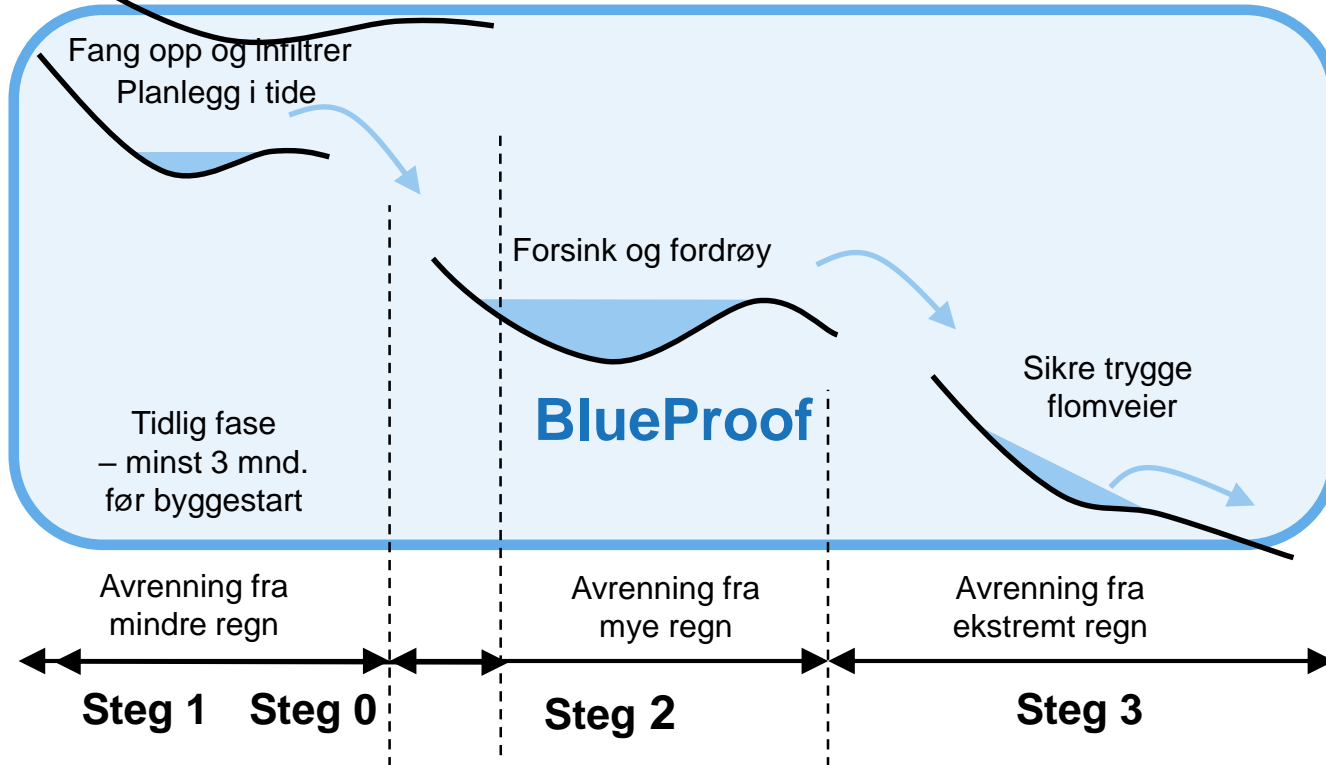 Fang opp og infiltrer
Planlegg i tide
Forsink og fordrøy
Sikre trygge
flomveier
BlueProof
Tidlig fase
– minst 3 mnd.
før byggestart
Avrenning fra
mindre regn
Avrenning fra
mye regn
Avrenning fra
ekstremt regn
Steg 1
Steg 0
Steg 2
Steg 3